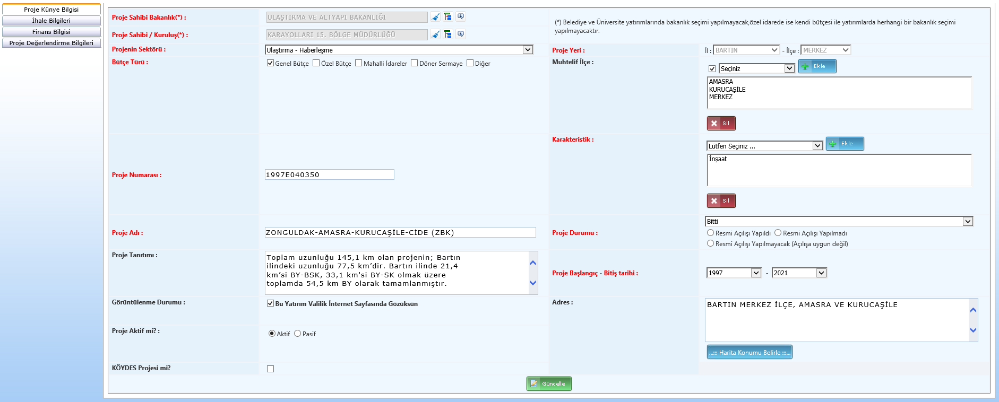 Proje Künye Bilgisi
İhale Bilgileri
Finans Bilgisi
Proje Değerlendirme Bilgileri
Proje Sahibi Bakanlık(*) :
ULAŞTIRMA VE ALTYAPI BAKANLIĞI
(*) Belediye ve Üniversite yatırımlarında bakanlık seçimi yapılmayacak,özel idarede ise kendi bütçesi ile yatırımlarda herhangi bir bakanlık seçimi
yapılmayacaktır.
Proje Sahibi / Kuruluş(*) :
KARAYOLLARI 15. BÖLGE MÜDÜRLÜĞÜ
Projenin Sektörü :
Ulaştırma - Haberleşme
Proje Yeri :
İl : BARTIN - İlçe : MERKEZ
Bütçe Türü :
Genel Bütçe Özel Bütçe Mahalli İdareler Döner Sermaye Diğer
Muhtelif İlçe :
Seçiniz Ekle
AMASRA
KURUCAŞİLE
MERKEZ
Sil
Proje Numarası :
1997E040350
Karakteristik :
Lütfen Seçiniz ... Ekle
İnşaat
Sil
Proje Adı :
ZONGULDAK-AMASRA-KURUCAŞİLE-CİDE (ZBK)
Proje Durumu :
Bitti
Resmi Açılışı Yapıldı Resmi Açılışı Yapılmadı
Resmi Açılışı Yapılmayacak (Açılışa uygun değil)
Proje Tanıtımı :
Toplam uzunluğu 145,1 km olan projenin; Bartın
ilindeki uzunluğu 77,5 km’dir. Bartın ilinde 21,4
km’si BY-BSK, 33,1 km'si BY-SK olmak üzere
toplamda 54,5 km BY olarak tamamlanmıştır.
Proje Başlangıç - Bitiş tarihi :
1997 - 2021
Görüntülenme Durumu :
Bu Yatırım Valilik İnternet Sayfasında Gözüksün
Adres :
BARTIN MERKEZ İLÇE, AMASRA VE KURUCAŞİLE
Proje Aktif mi? :
Aktif Pasif
...::: Harita Konumu Belirle :::...
KÖYDES Projesi mi?
Güncelle